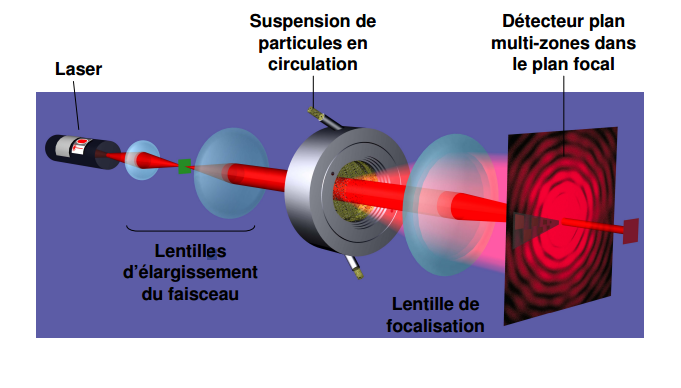 Suspension de
particules en
circulation
Détecteur plan
multi-zones dans
le plan focal
Laser
Lentilles
d'élargissement
du faisceau
Lentille de
focalisation